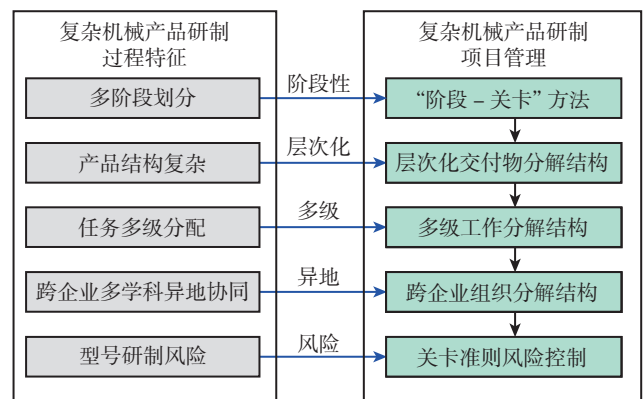 复杂机械产品研制
过程特征
复杂机械产品研制
项目管理
多阶段划分
阶段性
“阶段－关卡”方法
产品结构复杂
层次化
层次化交付物分解结构
任务多级分配
多级
多级工作分解结构
跨企业多学科异地协同
异地
跨企业组织分解结构
型号研制风险
风险
关卡准则风险控制